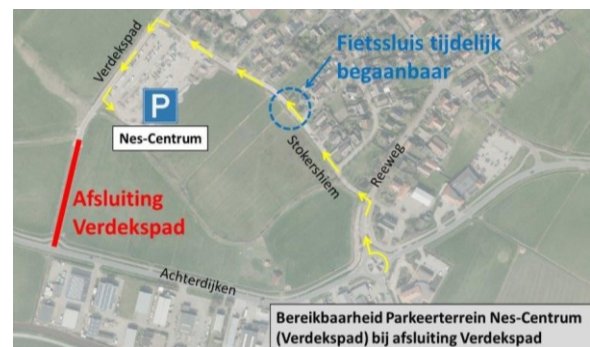 Verdekspad
Fietssluis tijdelijk
begaanbaar
P
Nes-Centrum
Stokershiem
Reeweg
Afsluiting
Verdekspad
Achterdijken
Bereikbaarheid Parkeerterrein Nes-Centrum
(Verdekspad) bij afsluiting Verdekspad